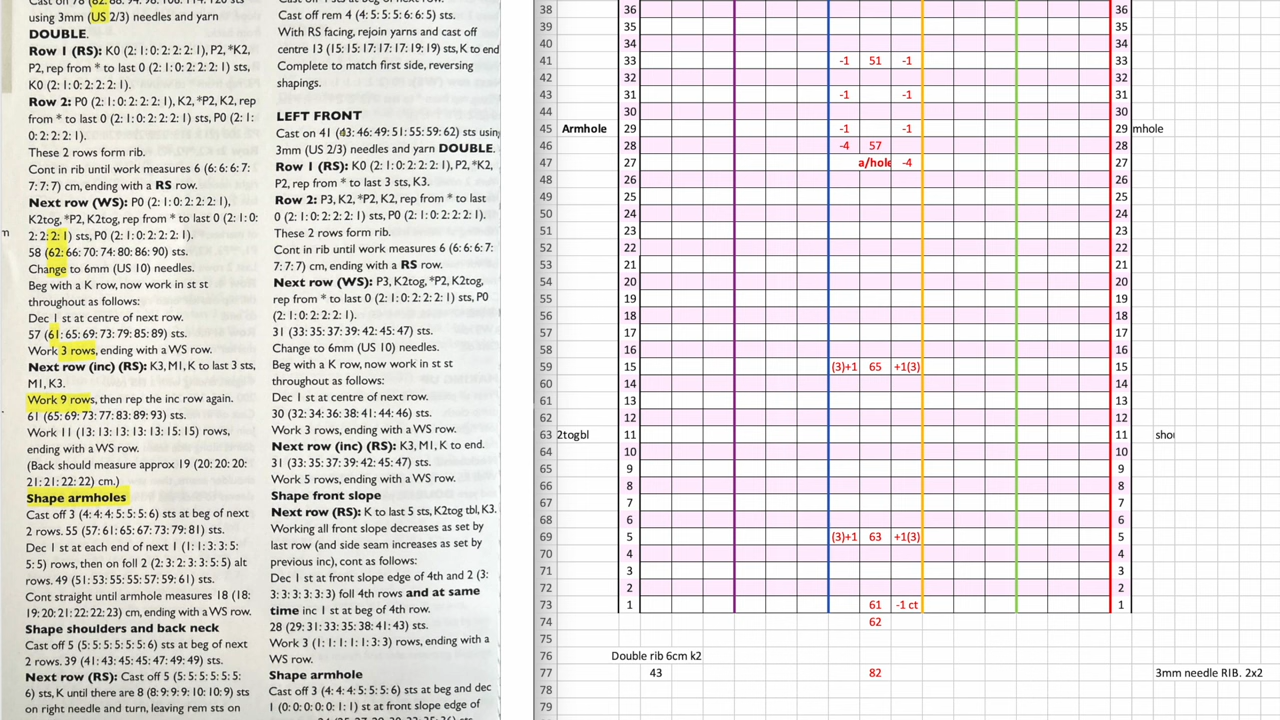 using 3mm (US 2/3) needles and yarn
DOUBLE.
Row 1 (RS): K0 (2: 1: 0: 2: 2: 2: 1), P2, *K2,
P2, rep from * to last 0 (2: 1: 0: 2: 2: 2: 1) sts,
K0 (2: 1: 0: 2: 2: 2: 1).
Row 2: P0 (2: 1: 0: 2: 2: 2: 1), K2, *P2, K2, rep
from * to last 0 (2: 1: 0: 2: 2: 2: 1) sts, P0 (2: 1:
0: 2: 2: 2: 1).
These 2 rows form rib.
Cont in rib until work measures 6 (6: 6: 6: 7:
7: 7: 7) cm, ending with a RS row.
Next row (WS): P0 (2: 1: 0: 2: 2: 2: 1),
K2tog, *P2, K2tog, rep from * to last 0 (2: 1: 0:
2: 2: 2: 1) sts, P0 (2: 1: 0: 2: 2: 2: 1).
58 (62: 66: 70: 74: 80: 86: 90) sts.
Change to 6mm (US 10) needles.
Beg with a K row, now work in st st
throughout as follows:
Dec 1 st at centre of next row.
57 (61: 65: 69: 73: 79: 85: 89) sts.
Work 3 rows, ending with a WS row.
Next row (inc) (RS): K3, M1, K to last 3 sts,
M1, K3.
Work 9 rows, then rep the inc row again.
61 (65: 69: 73: 77: 83: 89: 93) sts.
Work 11 (13: 13: 13: 13: 13: 15: 15) rows,
ending with a WS row.
(Back should measure approx 19 (20: 20: 20:
21: 21: 22: 22) cm.)
Shape armholes
Cast off 3 (4: 4: 4: 5: 5: 5: 6) sts at beg of next
2 rows. 55 (57: 61: 65: 67: 73: 79: 81) sts.
Dec 1 st at each end of next 1 (1: 1: 3: 3: 5:
5: 5) rows, then on foll 2 (2: 3: 2: 3: 3: 5: 5) alt
rows. 49 (51: 53: 55: 55: 57: 59: 61) sts.
Cont straight until armhole measures 18 (18:
19: 20: 21: 22: 22: 23) cm, ending with a WS row.
Shape shoulders and back neck
Cast off 5 (5: 5: 5: 5: 5: 5: 6) sts at beg of next
2 rows. 39 (41: 43: 45: 45: 47: 49: 49) sts.
Next row (RS): Cast off 5 (5: 5: 5: 5: 5: 5:
6) sts, K until there are 8 (8: 9: 9: 9: 10: 10: 9) sts
on right needle and turn, leaving rem sts on
Cast off rem 4 (4: 5: 5: 5: 6: 6: 5) sts.
With RS facing, rejoin yarns and cast off
centre 13 (15: 15: 17: 17: 17: 19: 19) sts, K to end
Complete to match first side, reversing
shapings.
LEFT FRONT
Cast on 41 (43: 46: 49: 51: 55: 59: 62) sts using
3mm (US 2/3) needles and yarn DOUBLE.
Row 1 (RS): K0 (2: 1: 0: 2: 2: 2: 1), P2, *K2,
P2, rep from * to last 3 sts, K3.
Row 2: P3, K2, *P2, K2, rep from * to last
0 (2: 1: 0: 2: 2: 2: 1) sts, P0 (2: 1: 0: 2: 2: 2: 1).
These 2 rows form rib.
Cont in rib until work measures 6 (6: 6: 6: 7:
7: 7: 7) cm, ending with a RS row.
Next row (WS): P3, K2tog, *P2, K2tog,
rep from * to last 0 (2: 1: 0: 2: 2: 2: 1) sts, P0
(2: 1: 0: 2: 2: 2: 1).
31 (33: 35: 37: 39: 42: 45: 47) sts.
Change to 6mm (US 10) needles.
Beg with a K row, now work in st st
throughout as follows:
Dec 1 st at centre of next row.
30 (32: 34: 36: 38: 41: 44: 46) sts.
Work 3 rows, ending with a WS row.
Next row (inc) (RS): K3, M1, K to end.
31 (33: 35: 37: 39: 42: 45: 47) sts.
Work 5 rows, ending with a WS row.
Shape front slope
Next row (RS): K to last 5 sts, K2tog tbl, K3.
Working all front slope decreases as set by
last row (and side seam increases as set by
previous inc), cont as follows:
Dec 1 st at front slope edge of 4th and 2 (3:
3: 3: 3: 3: 3: 3) foll 4th rows and at same
time inc 1 st at beg of 4th row.
28 (29: 31: 33: 35: 38: 41: 43) sts.
Work 3 (1: 1: 1: 1: 1: 3: 3) rows, ending with a
WS row.
Shape armhole
Cast off 3 (4: 4: 4: 5: 5: 5: 6) sts at beg and dec
1 (0: 0: 0: 0: 0: 1: 1) st at front slope edge of
38 36 36
39 35 35
40 34 34
41 33 -1 51 -1 33
42 32 32
43 31 -1 -1 31
44 30 30
45 Armhole 29 -1 -1 29 mhole
46 28 -4 57 28
47 27 a/hole -4 27
48 26 26
49 25 25
50 24 24
51 23 23
52 22 22
53 21 21
54 20 20
55 19 19
56 18 18
57 17 17
58 16 16
59 15 (3)+1 65 +1(3) 15
60 14 14
61 13 13
62 12 12
63 2togbl 11 11 shou
64 10 10
65 9 9
66 8 8
67 7 7
68 6 6
69 5 (3)+1 63 +1(3) 5
70 4 4
71 3 3
72 2 2
73 1 61 -1 ct 1
74 62
75
76 Double rib 6cm k2
77 43 82 3mm needle RIB. 2x2
78
79